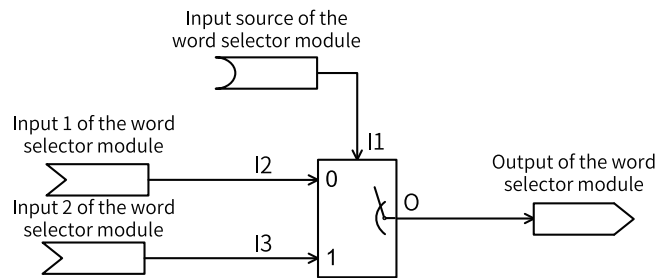 Input source of the
word selector module
I1
Input 1 of the word
selector module
I2
0
Input 2 of the word
selector module
I3
1
O
Output of the word
selector module